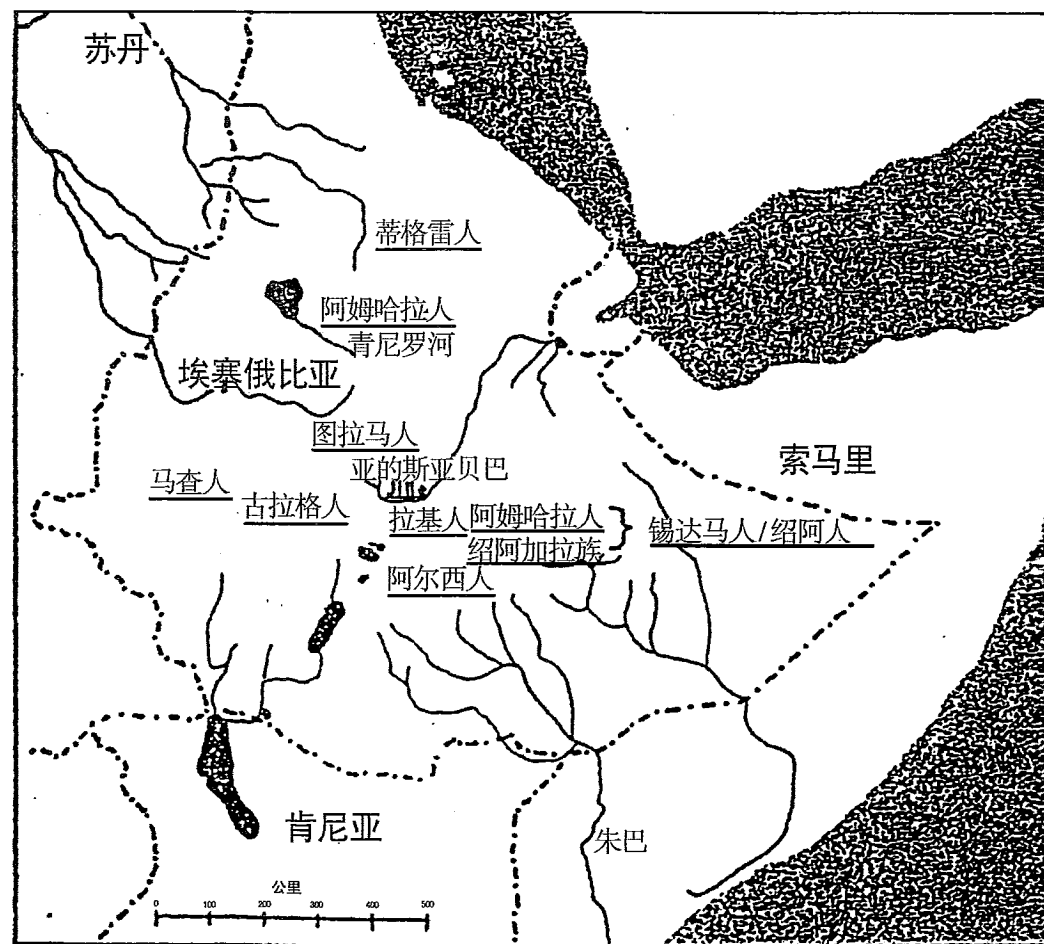 苏丹
蒂格雷人
阿姆哈拉人
青尼罗河
埃塞俄比亚
图拉马人
索马里
亚的斯亚贝巴
马查人
古拉格人
拉基人 阿姆哈拉人
锡达马人/绍阿人
绍阿加拉族
阿尔西人
肯尼亚
朱巴
公里
0 100 200 300 400 500